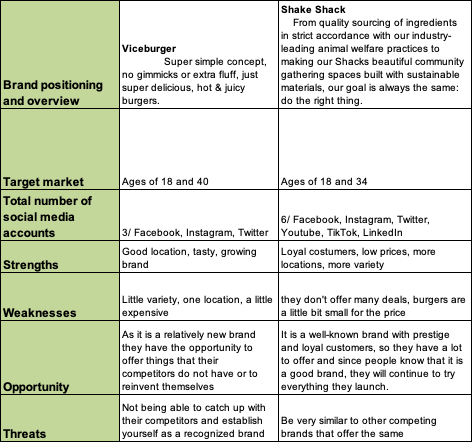 Brand positioning
and overview
Viceburger
Super simple concept,
no gimmicks or extra fluff, just
super delicious, hot & juicy
burgers.
Shake Shack
From quality sourcing of ingredients
in strict accordance with our industry-
leading animal welfare practices to
making our Shacks beautiful community
gathering spaces built with sustainable
materials, our goal is always the same:
do the right thing.
Target market
Ages of 18 and 40
Ages of 18 and 34
Total number of
social media
accounts
3/ Facebook, Instagram, Twitter
6/ Facebook, Instagram, Twitter,
Youtube, TikTok, LinkedIn
Strengths
Good location, tasty, growing
brand
Loyal costumers, low prices, more
locations, more variety
Weaknesses
Little variety, one location, a little
expensive
they don't offer many deals, burgers are
a little bit small for the price
Opportunity
As it is a relatively new brand
they have the opportunity to
offer things that their
competitors do not have or to
reinvent themselves
It is a well-known brand with prestige
and loyal customers, so they have a lot
to offer and since people know that it is
a good brand, they will continue to try
everything they launch.
Threats
Not being able to catch up with
their competitors and establish
yourself as a recognized brand
Be very similar to other competing
brands that offer the same